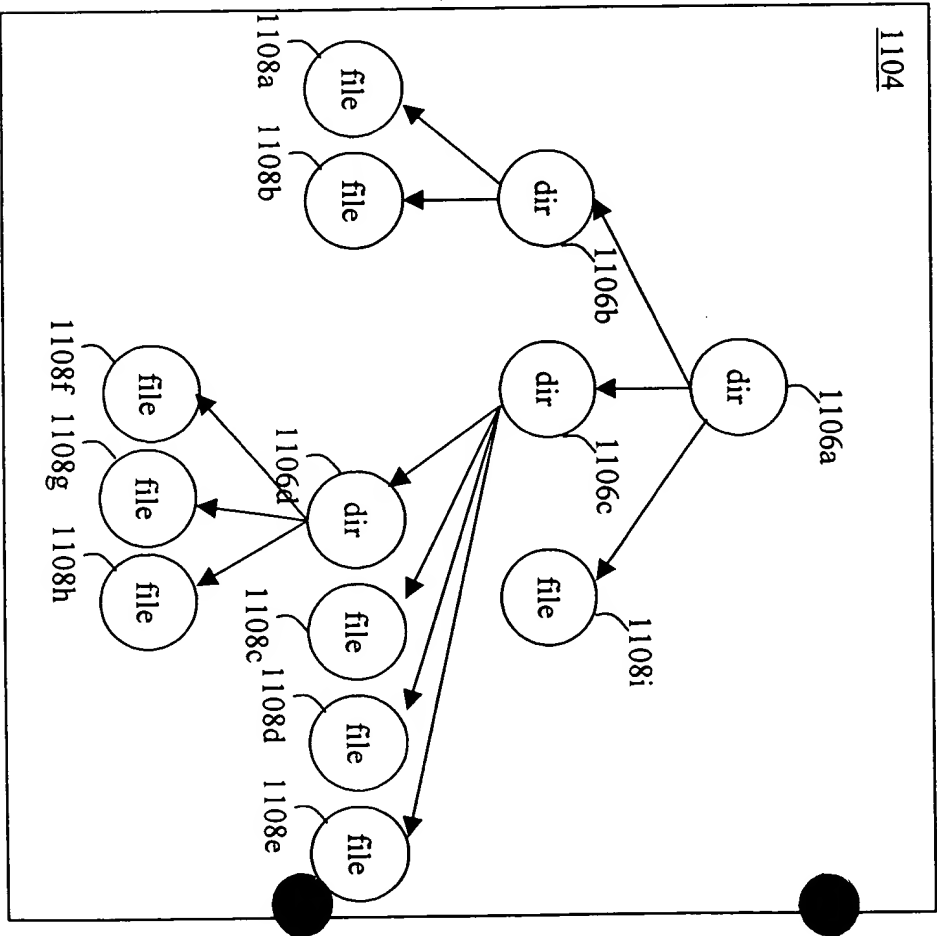 1104
dir
1106a
dir
1106b
dir
1106c
file
1108i
file
1108a
file
1108b
dir
1106d
file
1108c
file
1108d
file
1108e
file
1108f
file
1108g
file
1108h